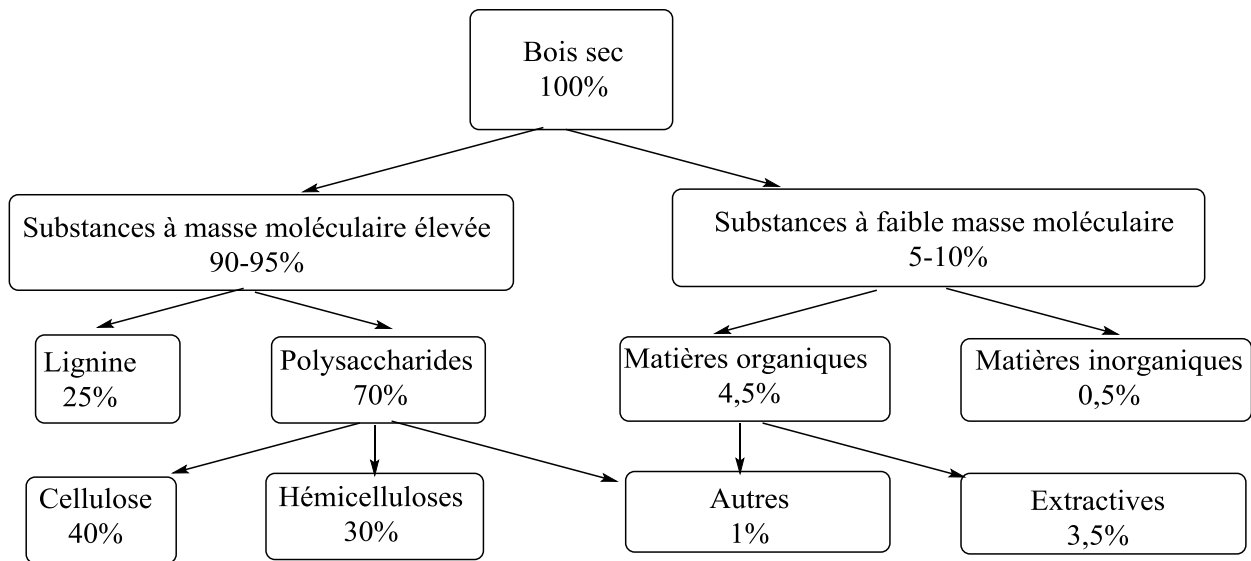 Bois sec
100%
Substances à masse moléculaire élevée
90-95%
Substances à faible masse moléculaire
5-10%
Lignine
25%
Polysaccharides
70%
Matières organiques
4,5%
Matières inorganiques
0,5%
Cellulose
40%
Hémicelluloses
30%
Autres
1%
Extractives
3,5%